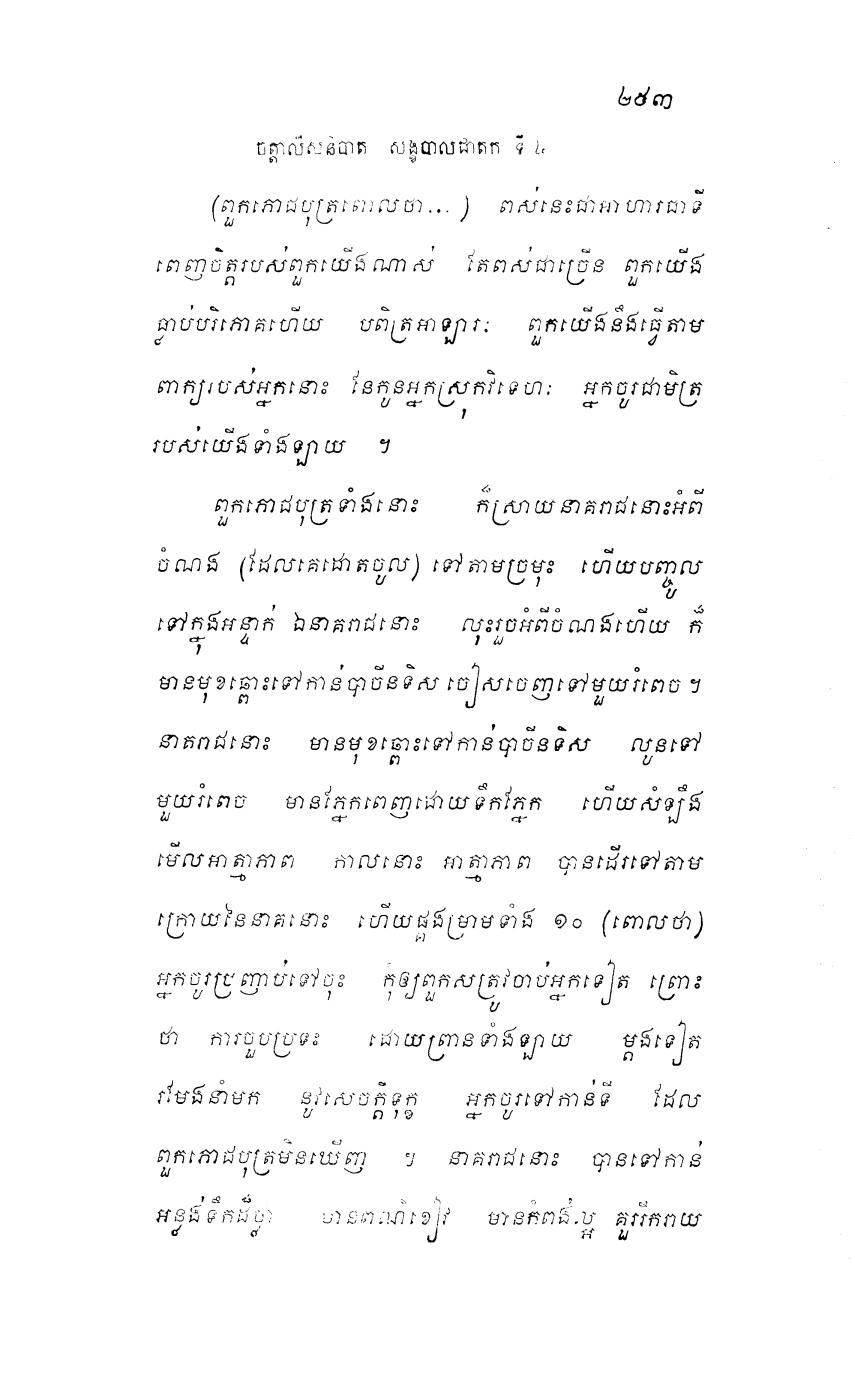 ២៥៣
ចត្តាលីសនិបាត សង្ខបាលជាតក ទី ៤
(ពួកភោជបុត្រពោលថា... ) ពស់នេះជាអាហារជាទី
ពេញចិត្តរបស់ពួកយើងណាស់ តែពស់ជាច្រើន ពួកយើង
ធ្លាប់បរិភោគហើយ បពិត្រអាឡារៈ ពួកយើងនឹងធ្វើតាម
ពាក្យរបស់អ្នកនោះ នែកូនអ្នកស្រុកវិទេហៈ អ្នកចូរជាមិត្រ
របស់យើងទាំងឡាយ ។
ពួកភោជបុត្រទាំងនោះ ក៏ស្រាយនាគរាជនោះអំពី
ចំណង (ដែលគេដោតចូល) ទៅតាមច្រមុះ ហើយបញ្ចូល
ទៅក្នុងអន្ទាក់ ឯនាគរាជនោះ លុះរួចអំពីចំណងហើយ ក៏
មានមុខឆ្ពោះទៅកាន់បាចីនទិស ចៀសចេញទៅមួយរំពេច ។
នាគរាជនោះ មានមុខឆ្ពោះទៅកាន់បាចីនទិស លូនទៅ
មួយរំពេច មានភ្នែកពេញដោយទឹកភ្នែក ហើយសំឡឹង
មើលអាត្មាភាព កាលនោះ អាត្មាភាព បានដើរទៅតាម
ក្រោយនៃនាគនោះ ហើយផ្គងម្រាមទាំង ១០ (ពោលថា)
អ្នកចូរប្រញាប់ទៅចុះ កុំឲ្យពួកសត្រូវចាប់អ្នកទៀត ព្រោះ
ថា ការចួបប្រទះ ដោយព្រានទាំងឡាយ ម្តងទៀត
រមែងនាំមក នូវសេចក្តីទុក្ខ អ្នកចូរទៅកាន់ទី ដែល
ពួកភោជបុត្រមិនឃើញ ។ នាគរាជនោះ បានទៅកាន់
អន្លង់ទឹកដ៏ថ្លា មានពណ៌ខៀវ មានកំពង់ល្អ គួររីករាយ